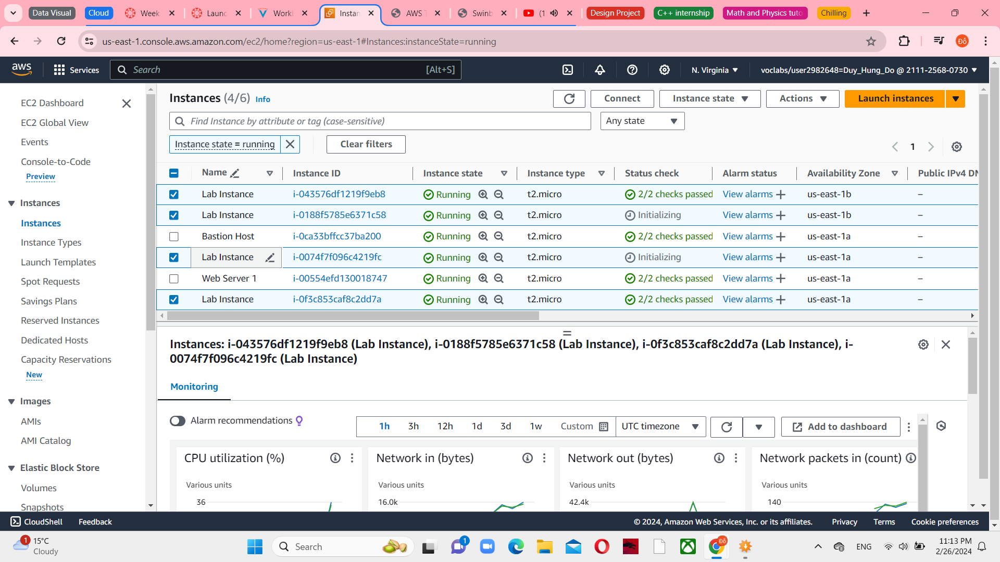 Data Visual Cloud Week Launc Workl Instan AWS T Swinb (1 Design Project C++ internship Math and Physics tuto Chilling
us-east-1.console.aws.amazon.com/ec2/home?region=us-east-1#Instances:instanceState=running Đỗ
aws Services Search [Alt+S] N. Virginia voclabs/user2982648=Duy_Hung_Do @ 2111-2568-0730
EC2 Dashboard
EC2 Global View
Events
Console-to-Code
Preview
Instances
Instances
Instance Types
Launch Templates
Spot Requests
Savings Plans
Reserved Instances
Dedicated Hosts
Capacity Reservations
New
Images
AMIs
AMI Catalog
Elastic Block Store
Volumes
Snapshots
Instances (4/6) Info Connect Instance state Actions Launch instances
Find Instance by attribute or tag (case-sensitive) Any state
Instance state = running Clear filters 1
Name Instance ID Instance state Instance type Status check Alarm status Availability Zone Public IPv4 DN
Lab Instance i-043576df1219f9eb8 Running t2.micro 2/2 checks passed View alarms us-east-1b –
Lab Instance i-0188f5785e6371c58 Running t2.micro Initializing View alarms us-east-1b –
Bastion Host i-0ca33bffcc37ba200 Running t2.micro 2/2 checks passed View alarms us-east-1a –
Lab Instance i-0074f7f096c4219fc Running t2.micro Initializing View alarms us-east-1a –
Web Server 1 i-00554efd130018747 Running t2.micro 2/2 checks passed View alarms us-east-1a –
Lab Instance i-0f3c853caf8c2dd7a Running t2.micro 2/2 checks passed View alarms us-east-1a –
Instances: i-043576df1219f9eb8 (Lab Instance), i-0188f5785e6371c58 (Lab Instance), i-0f3c853caf8c2dd7a (Lab Instance), i-
0074f7f096c4219fc (Lab Instance)
Monitoring
Alarm recommendations 1h 3h 12h 1d 3d 1w Custom UTC timezone Add to dashboard
CPU utilization (%) Network in (bytes) Network out (bytes) Network packets in (count)
Various units Various units Various units Various units
36 16.0k 42.4k 140
CloudShell Feedback © 2024, Amazon Web Services, Inc. or its affiliates. Privacy Terms Cookie preferences
1 15°C Search 1 Đỗ ENG 11:13 PM
Cloudy 2/26/2024